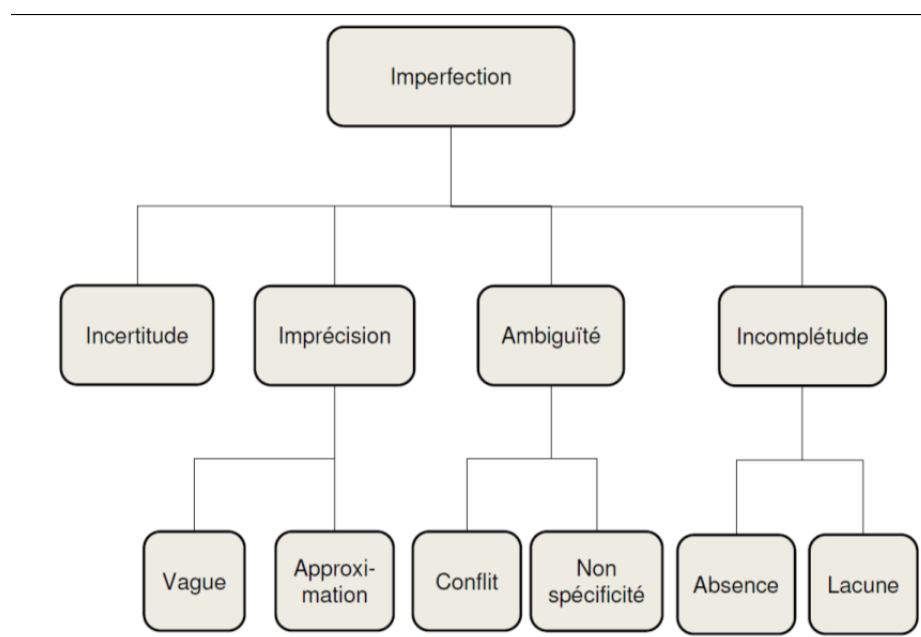 Imperfection
Incertitude
Imprécision
Ambiguïté
Incomplétude
Vague
Approxi-
mation
Conflit
Non
spécificité
Absence
Lacune